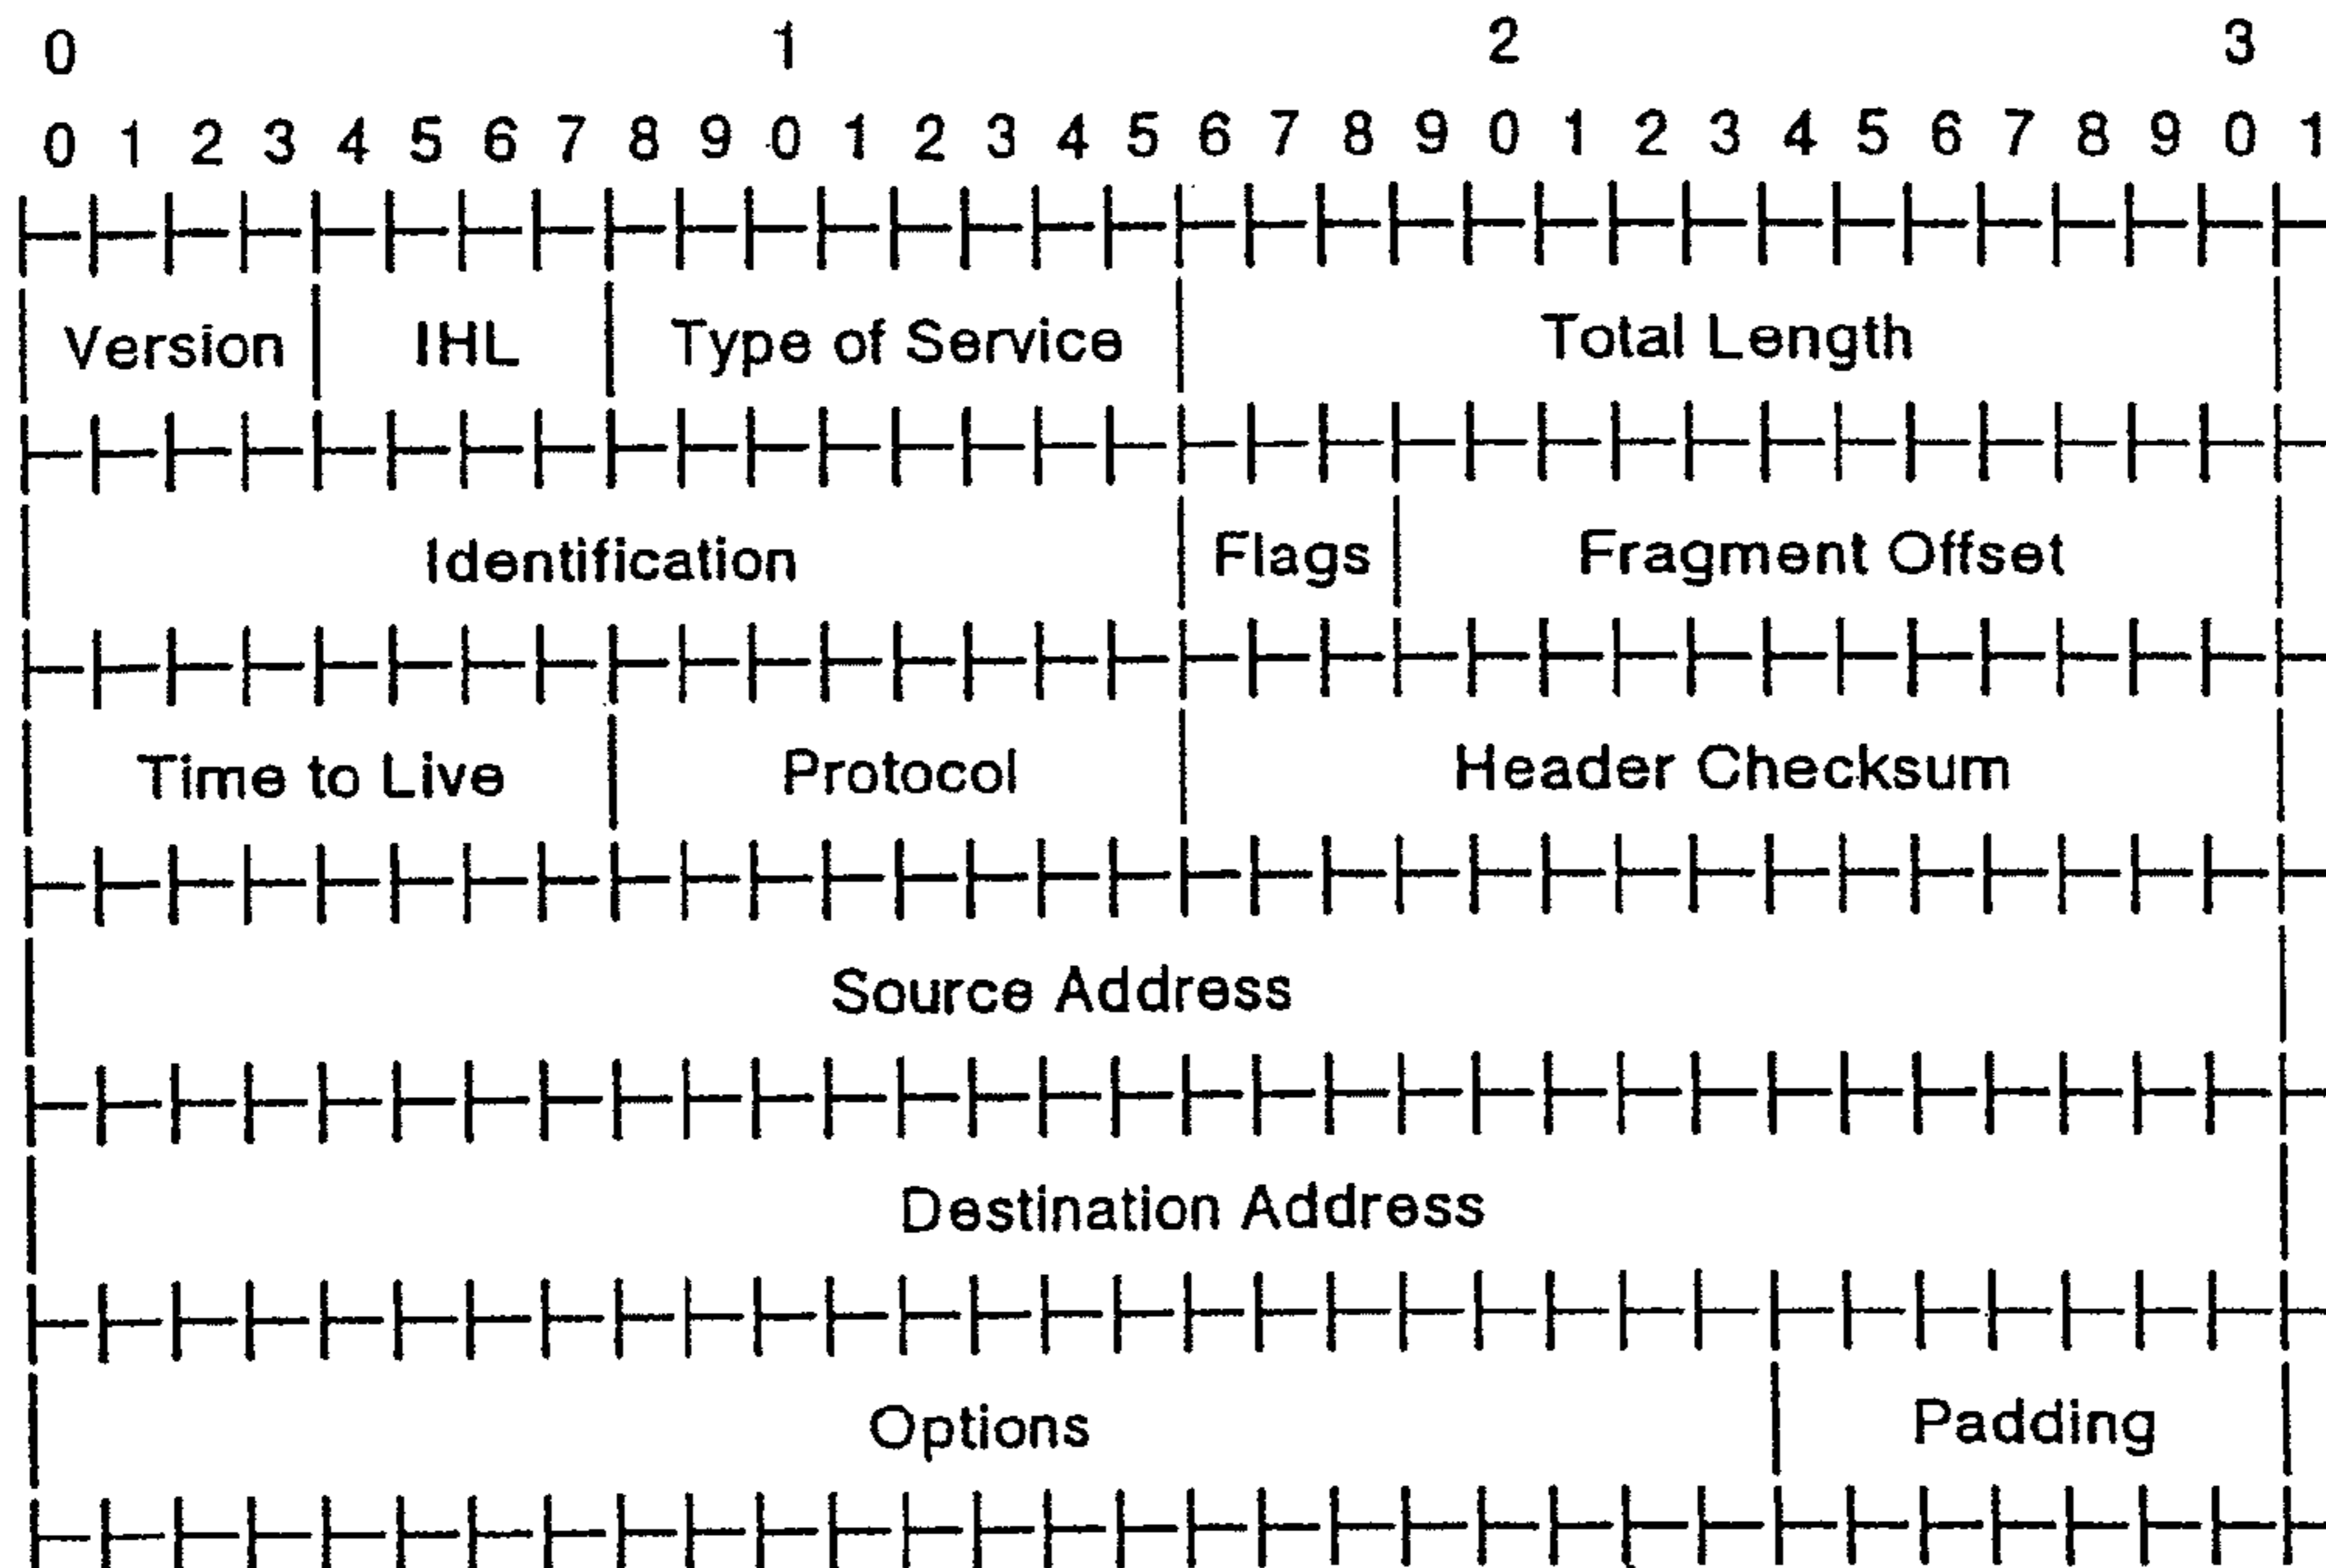 0 1 2 3
0 1 2 3 4 5 6 7 8 9 0 1 2 3 4 5 6 7 8 9 0 1 2 3 4 5 6 7 8 9 0 1
Version IHL Type of Service Total Length
Identification Flags Fragment Offset
Time to Live Protocol Header Checksum
Source Address
Destination Address
Options Padding